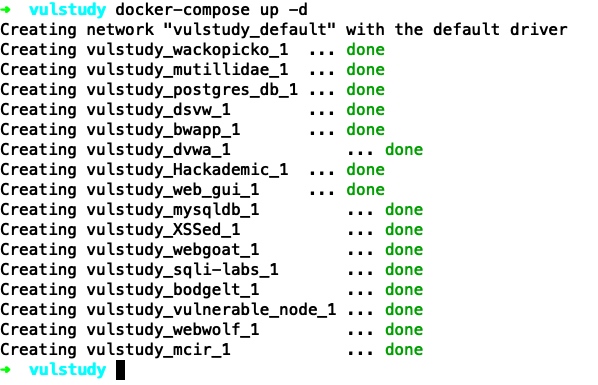 ➜  vulstudy docker-compose up -d
Creating network "vulstudy_default" with the default driver
Creating vulstudy_wackopicko_1  ... done
Creating vulstudy_mutillidae_1  ... done
Creating vulstudy_postgres_db_1 ... done
Creating vulstudy_dsvw_1        ... done
Creating vulstudy_bwapp_1       ... done
Creating vulstudy_dvwa_1            ... done
Creating vulstudy_Hackademic_1  ... done
Creating vulstudy_web_gui_1     ... done
Creating vulstudy_mysqldb_1         ... done
Creating vulstudy_XSSed_1           ... done
Creating vulstudy_webgoat_1         ... done
Creating vulstudy_sqli-labs_1       ... done
Creating vulstudy_bodgelt_1         ... done
Creating vulstudy_vulnerable_node_1 ... done
Creating vulstudy_webwolf_1         ... done
Creating vulstudy_mcir_1            ... done
➜  vulstudy